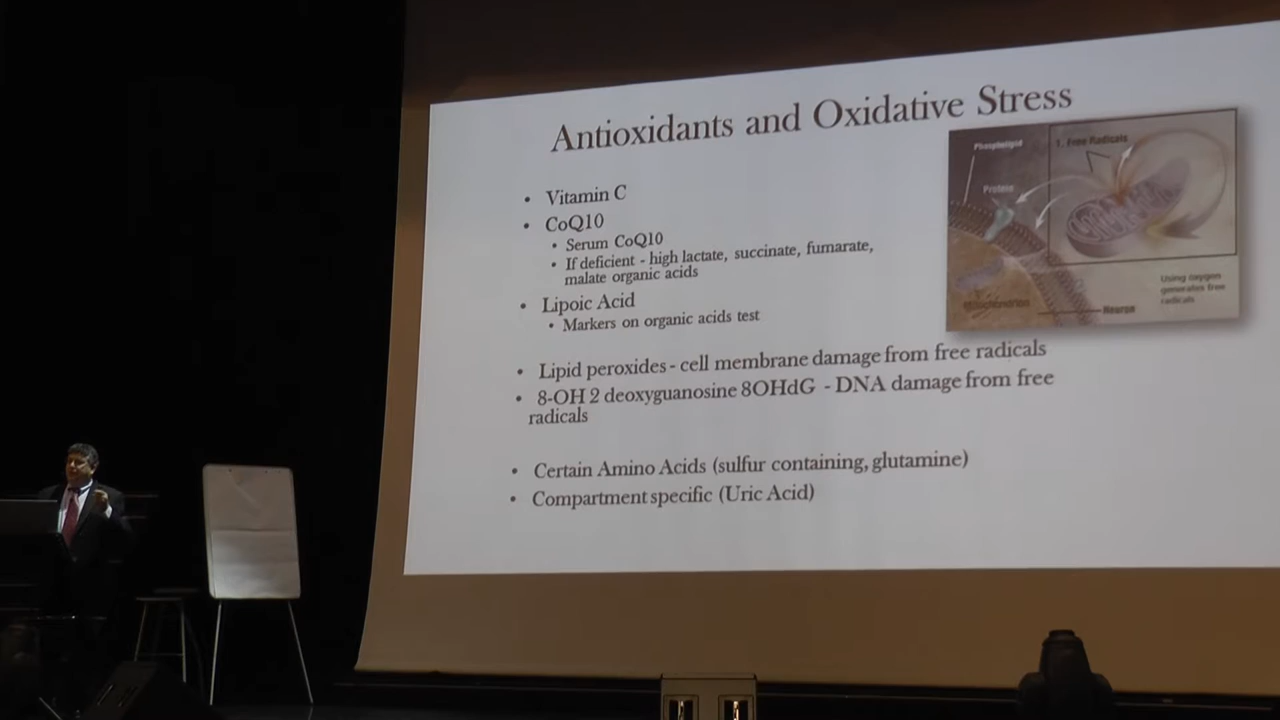 Antioxidants and Oxidative Stress
• Vitamin C
• CoQ10
• Serum CoQ10
• If deficient - high lactate, succinate, fumarate,
malate organic acids
• Lipoic Acid
• Markers on organic acids test
• Lipid peroxides - cell membrane damage from free radicals
• 8-OH 2 deoxyguanosine 8OHdG - DNA damage from free
radicals
• Certain Amino Acids (sulfur containing, glutamine)
• Compartment specific (Uric Acid)
Phospholipid
1. Free Radicals
Protein
Mitochondrion
Neuron
Using oxygen
generates free
radicals